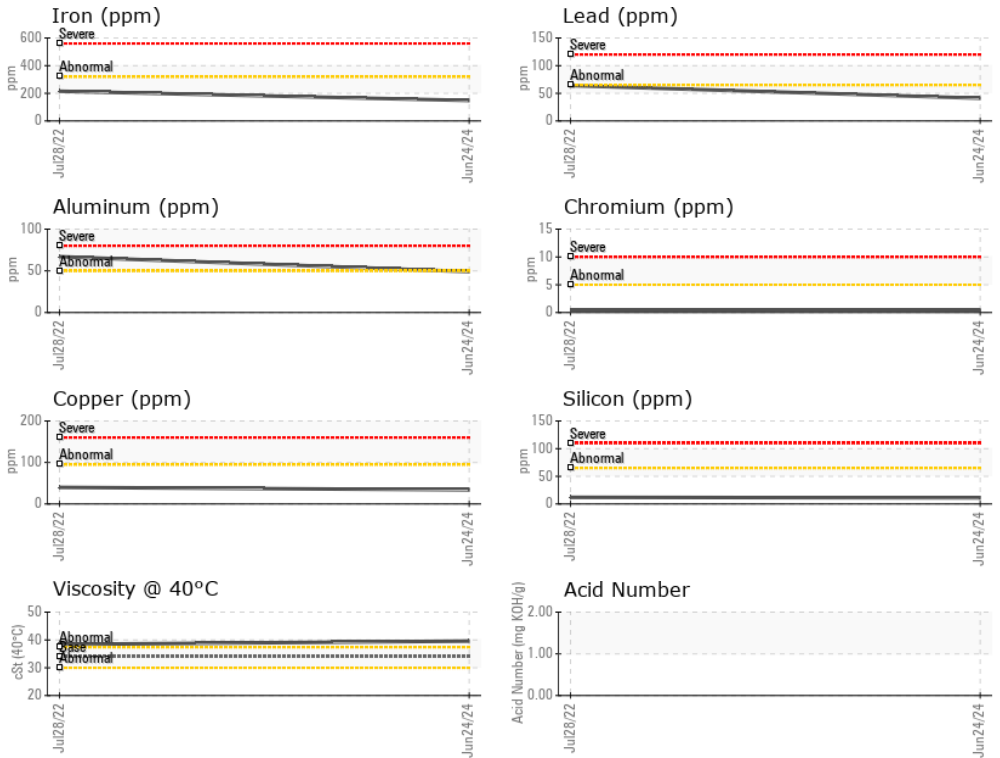 Iron (ppm)
600
400
200
0
ppm
Severe
Abnormal
Jul28/22
Jun24/24
Lead (ppm)
150
100
50
0
ppm
Severe
Abnormal
Jul28/22
Jun24/24
Aluminum (ppm)
100
50
0
ppm
Severe
Abnormal
Jul28/22
Jun24/24
Chromium (ppm)
15
10
5
0
ppm
Severe
Abnormal
Jul28/22
Jun24/24
Copper (ppm)
200
100
0
ppm
Severe
Abnormal
Jul28/22
Jun24/24
Silicon (ppm)
150
100
50
0
ppm
Severe
Abnormal
Jul28/22
Jun24/24
Viscosity @ 40°C
50
40
30
20
cSt (40°C)
Abnormal
Base
Abnormal
Jul28/22
Jun24/24
Acid Number
2.00
1.00
0.00
Acid Number (mg KOH/g)
Jul28/22
Jun24/24